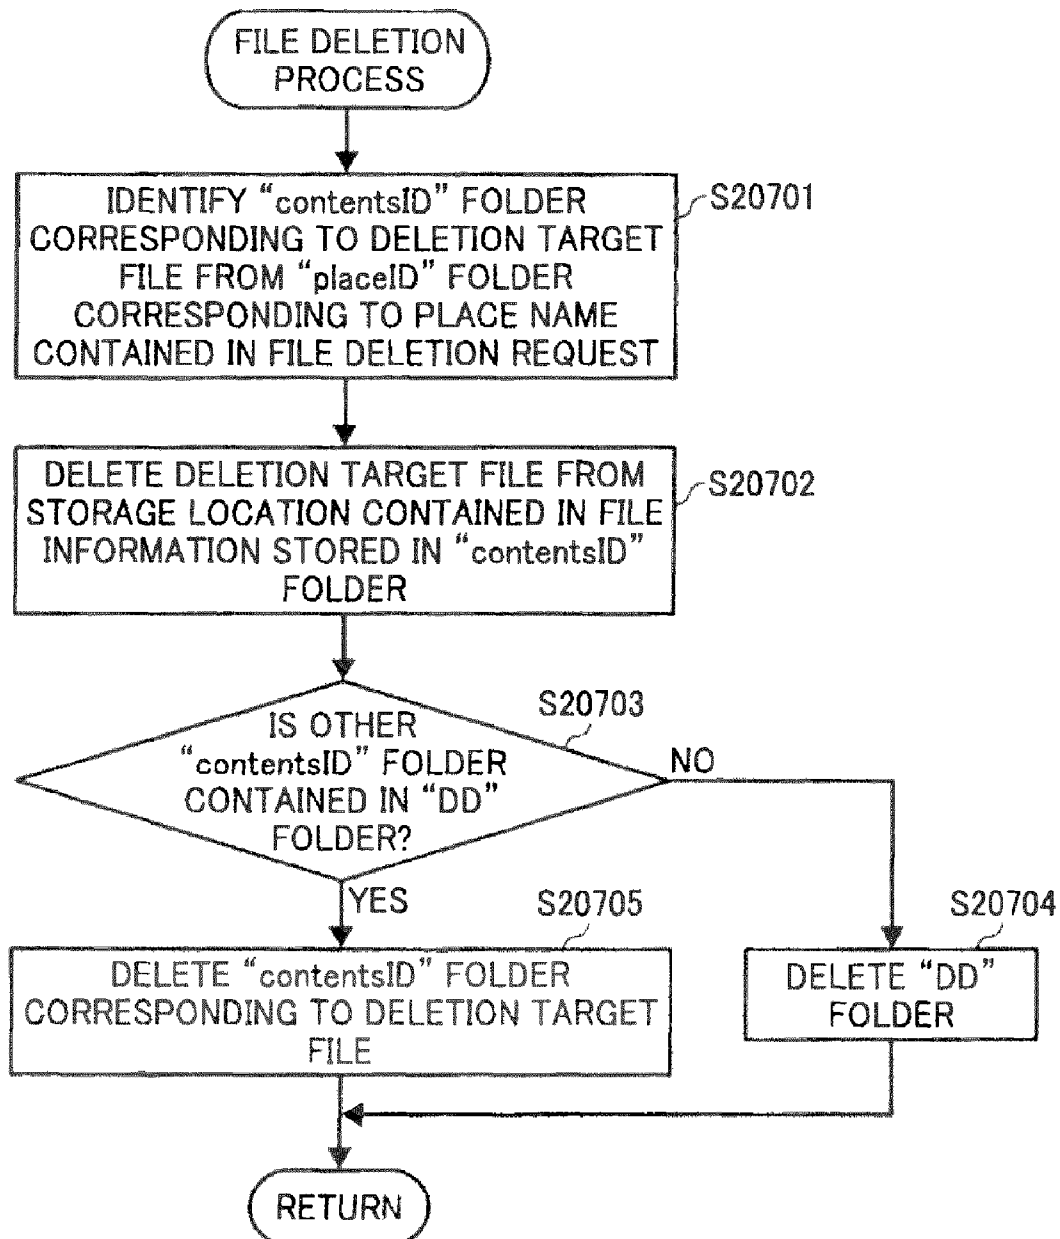 FILE DELETION
PROCESS
IDENTIFY “contentsID” FOLDER
CORRESPONDING TO DELETION TARGET
FILE FROM “placeID” FOLDER
CORRESPONDING TO PLACE NAME
CONTAINED IN FILE DELETION REQUEST
S20701
DELETE DELETION TARGET FILE FROM
STORAGE LOCATION CONTAINED IN FILE
INFORMATION STORED IN “contentsID”
FOLDER
S20702
IS OTHER
“contentsID” FOLDER
CONTAINED IN “DD”
FOLDER?
S20703
NO
YES
S20705
DELETE “contentsID” FOLDER
CORRESPONDING TO DELETION TARGET
FILE
S20704
DELETE “DD”
FOLDER
RETURN